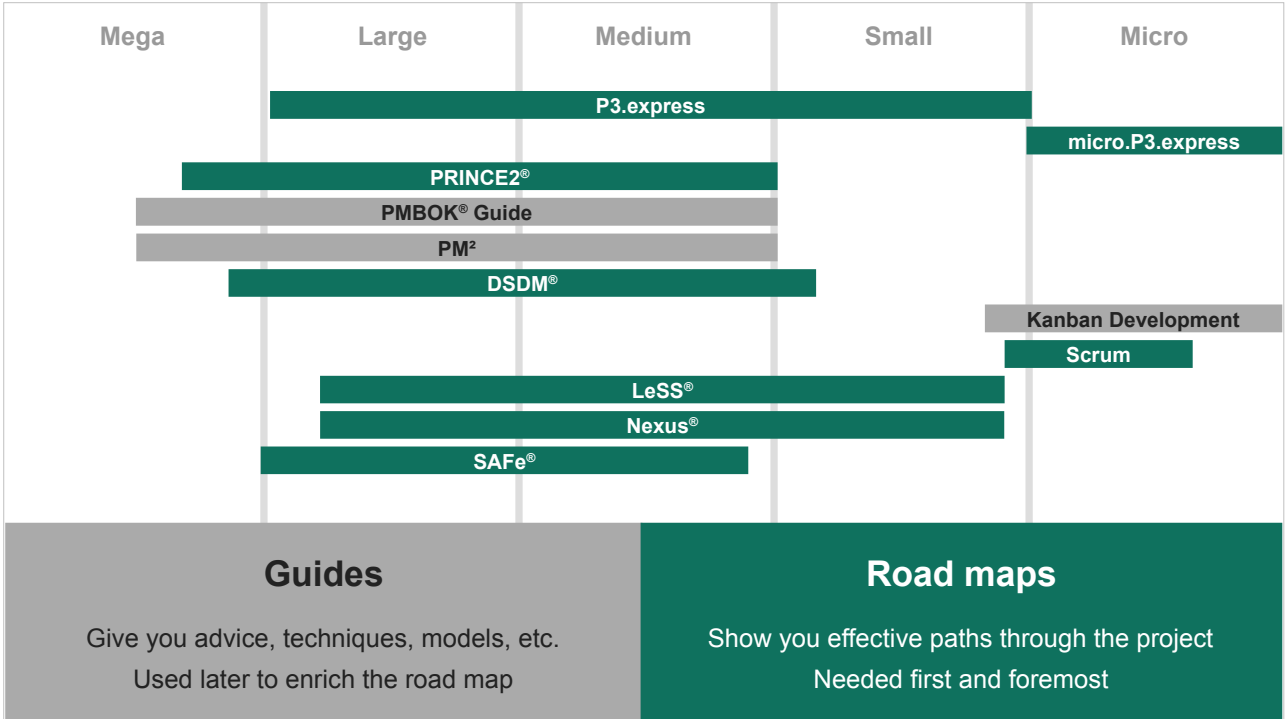 Mega Large Medium Small Micro
P3.express
micro.P3.express
PRINCE2®
PMBOK® Guide
PM²
DSDM®
Kanban Development
Scrum
LeSS®
Nexus®
SAFe®
Guides
Give you advice, techniques, models, etc.
Used later to enrich the road map
Road maps
Show you effective paths through the project
Needed first and foremost